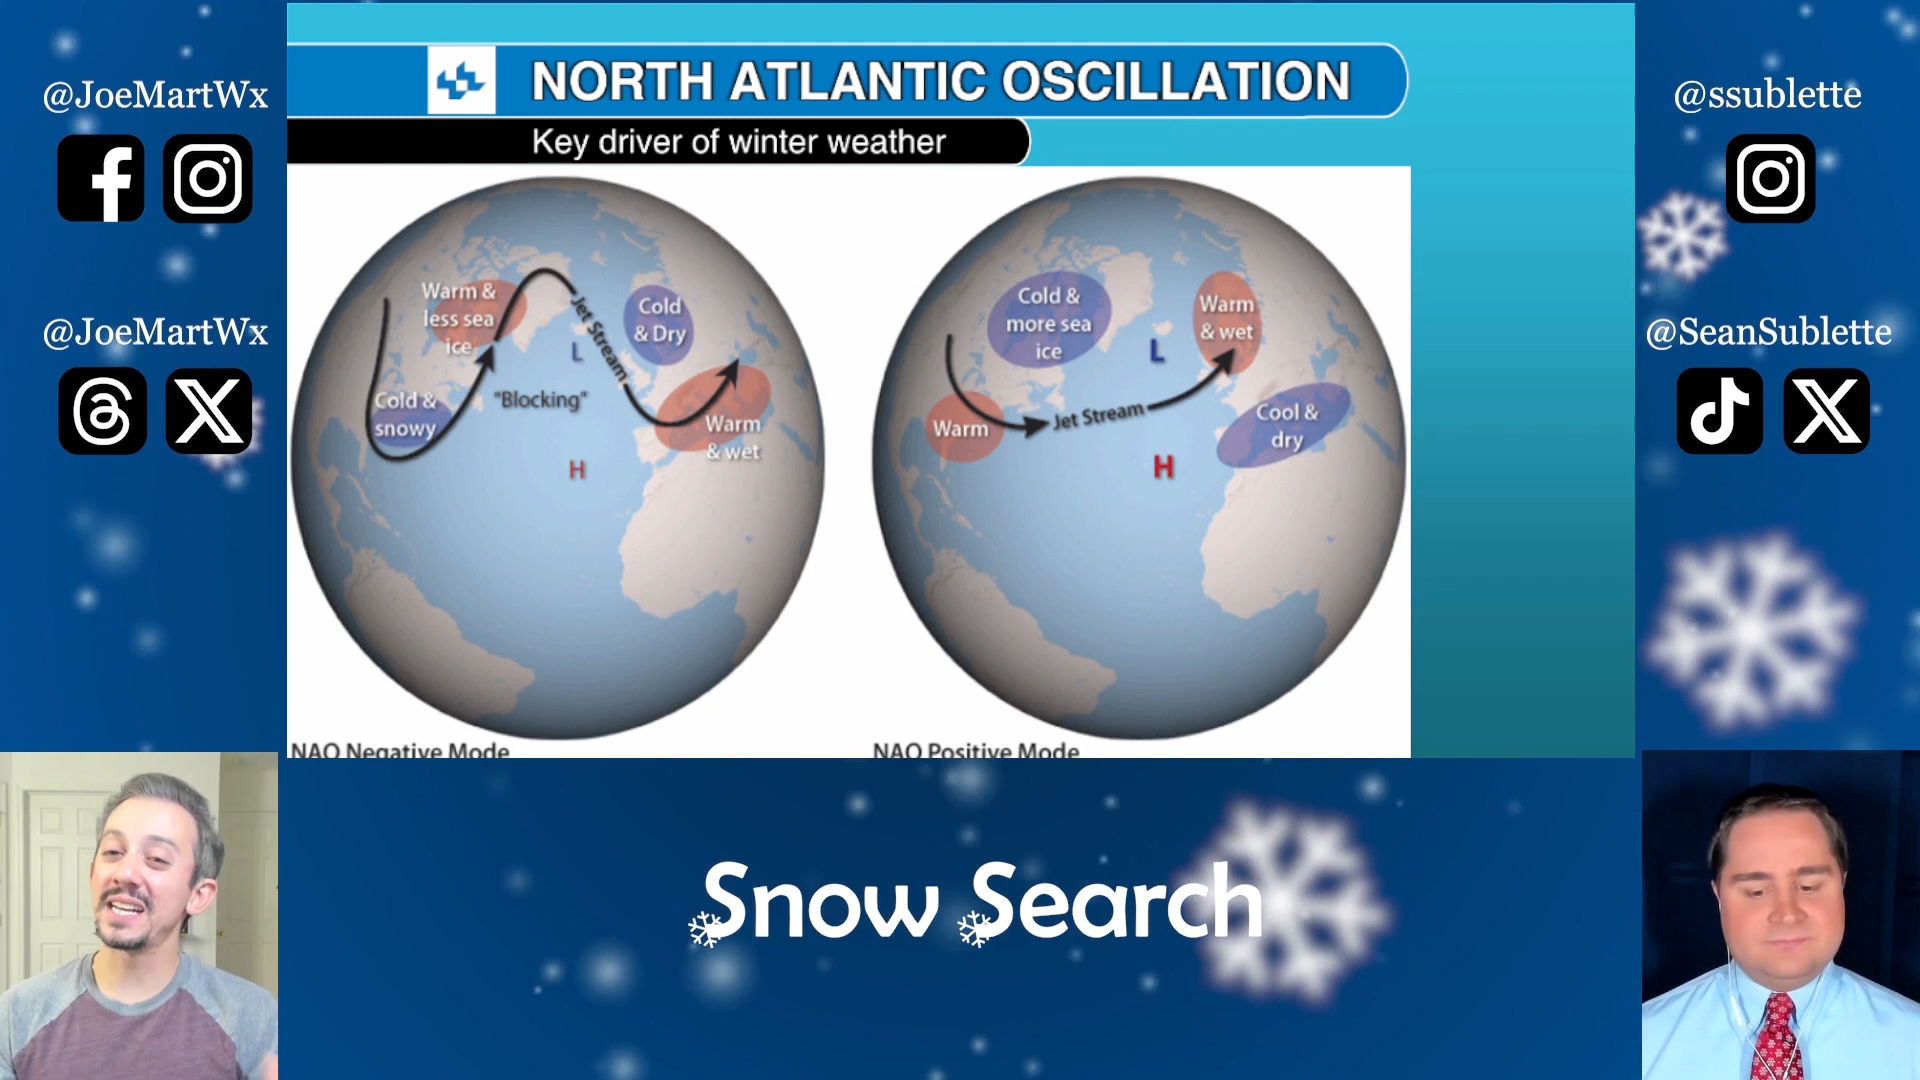 @JoeMartWx
@JoeMartWx
NORTH ATLANTIC OSCILLATION
Key driver of winter weather
Warm &
less sea
ice
Cold &
snowy
"Blocking"
Jet Stream
L
H
Cold
& Dry
Warm
& wet
NAO Negative Mode
Cold &
more sea
ice
Warm
Jet Stream
L
H
Warm
& wet
Cool &
dry
NAO Positive Mode
@ssublette
@SeanSublette
Snow Search